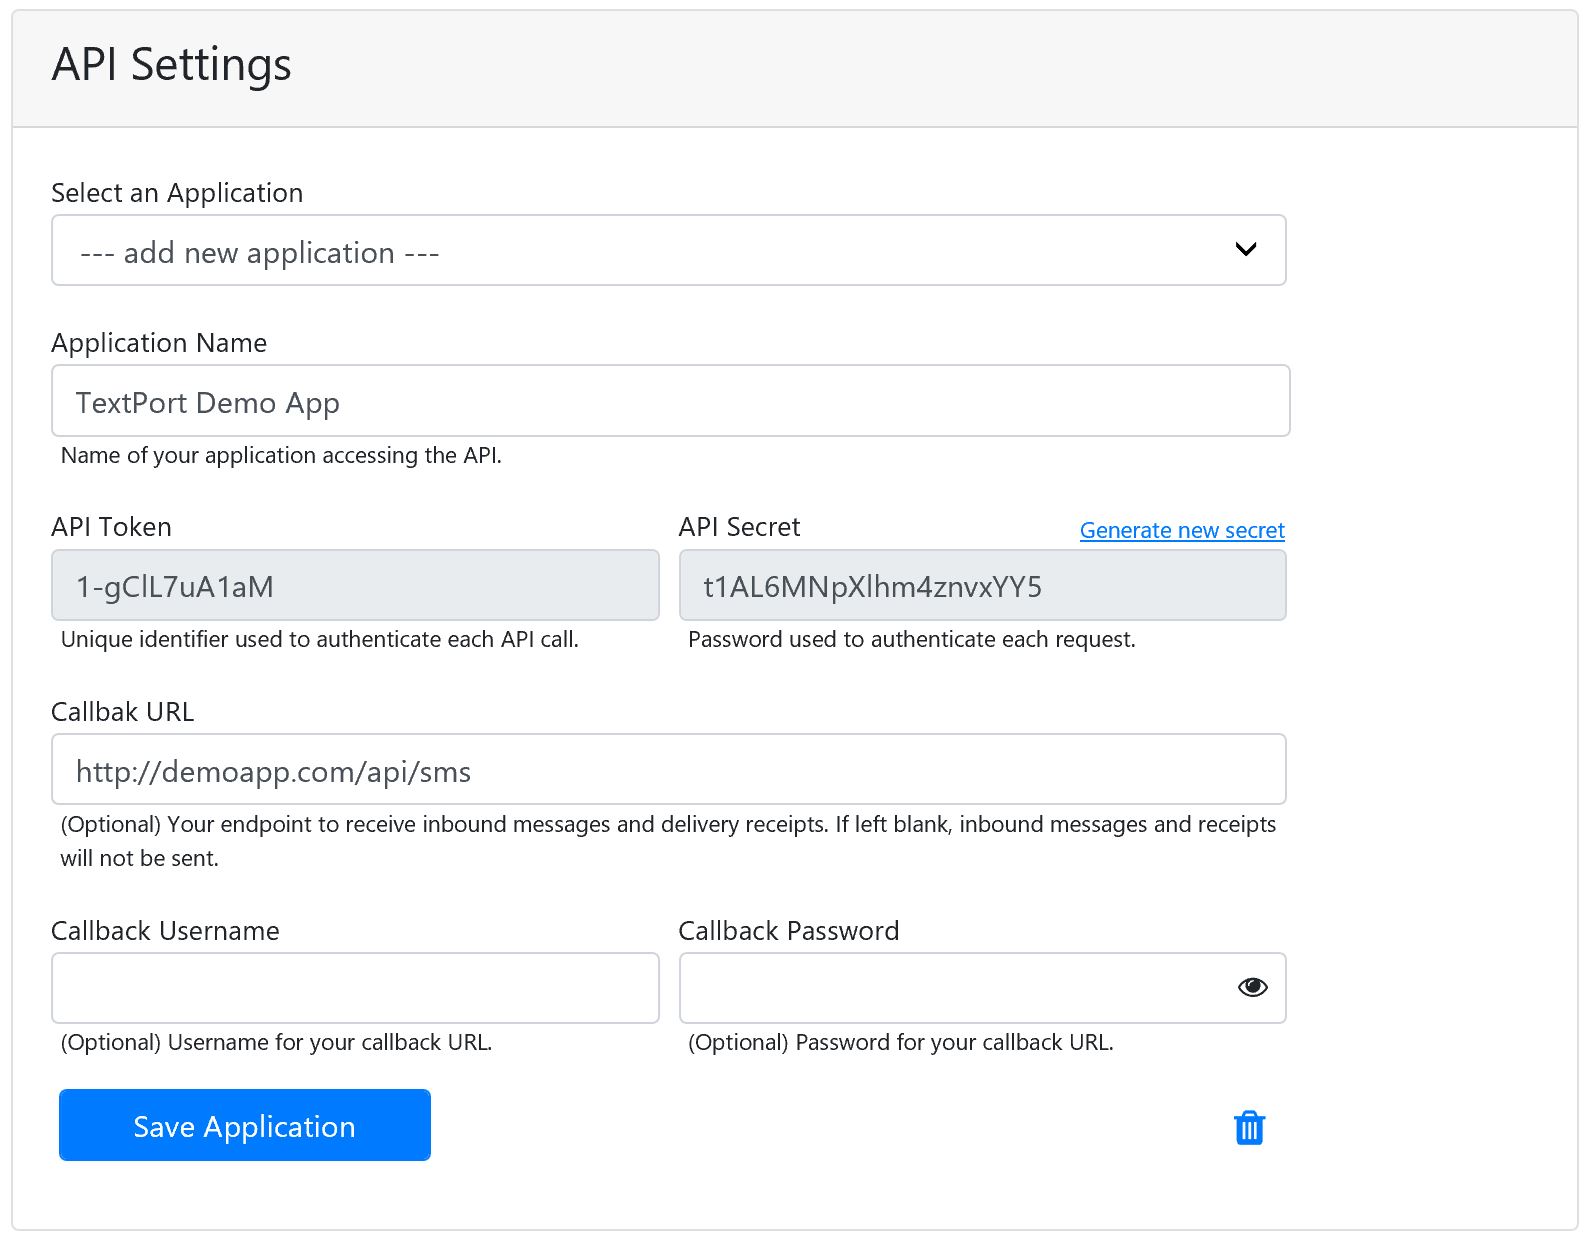 API Settings
Select an Application
--- add new application ---
Application Name
TextPort Demo App
Name of your application accessing the API.
API Token
API Secret
Generate new secret
1-gClL7uA1aM
t1AL6MNpXlhm4znvxYY5
Unique identifier used to authenticate each API call.
Password used to authenticate each request.
Callbak URL
http://demoapp.com/api/sms
(Optional) Your endpoint to receive inbound messages and delivery receipts. If left blank, inbound messages and receipts
will not be sent.
Callback Username
Callback Password
(Optional) Username for your callback URL.
(Optional) Password for your callback URL.
Save Application